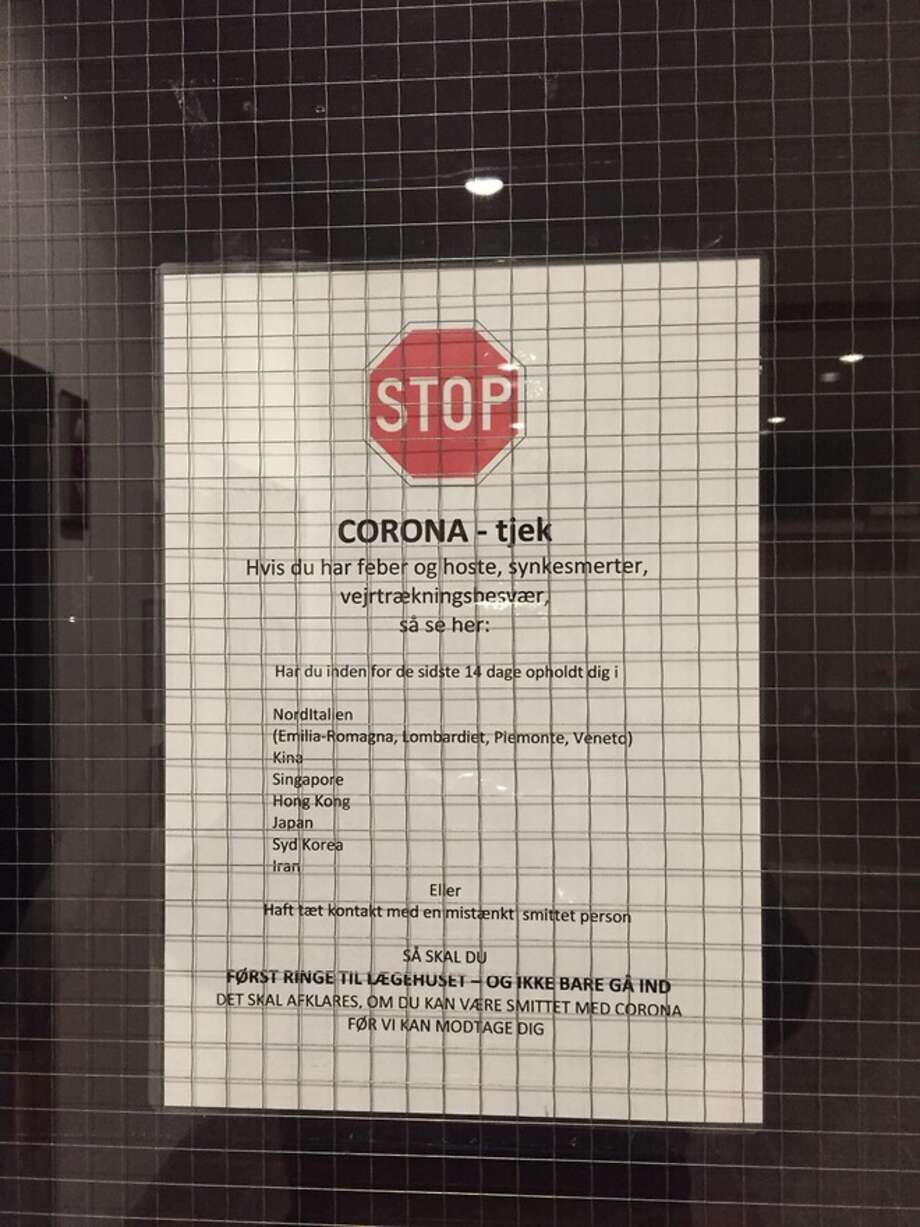 STOP
CORONA - tjek
Hvis du har feber og hoste, synkesmerter,
vejrtrækningsbesvær,
så se her:
Har du inden for de sidste 14 dage opholdt dig i
NordItalien
(Emilia-Romagna, Lombardiet, Piemonte, Veneto)
Kina
Singapore
Hong Kong
Japan
Syd Korea
Iran
Eller
Haft tæt kontakt med en mistænkt smittet person
SÅ SKAL DU
FØRST RINGE TIL LÆGEHUSET – OG IKKE BARE GÅ IND
DET SKAL AFKLARES, OM DU KAN VÆRE SMITTET MED CORONA
FØR VI KAN MODTAGE DIG